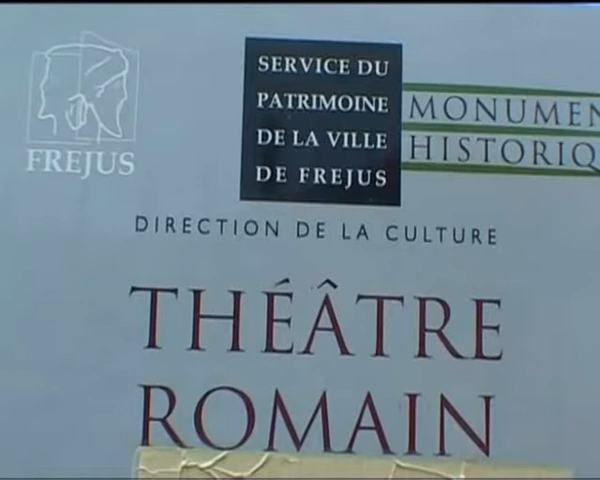 FREJUS
SERVICE DU
PATRIMOINE
DE LA VILLE
DE FREJUS
MONUMEN
HISTORIQ
DIRECTION DE LA CULTURE
THÉÂTRE
ROMAIN